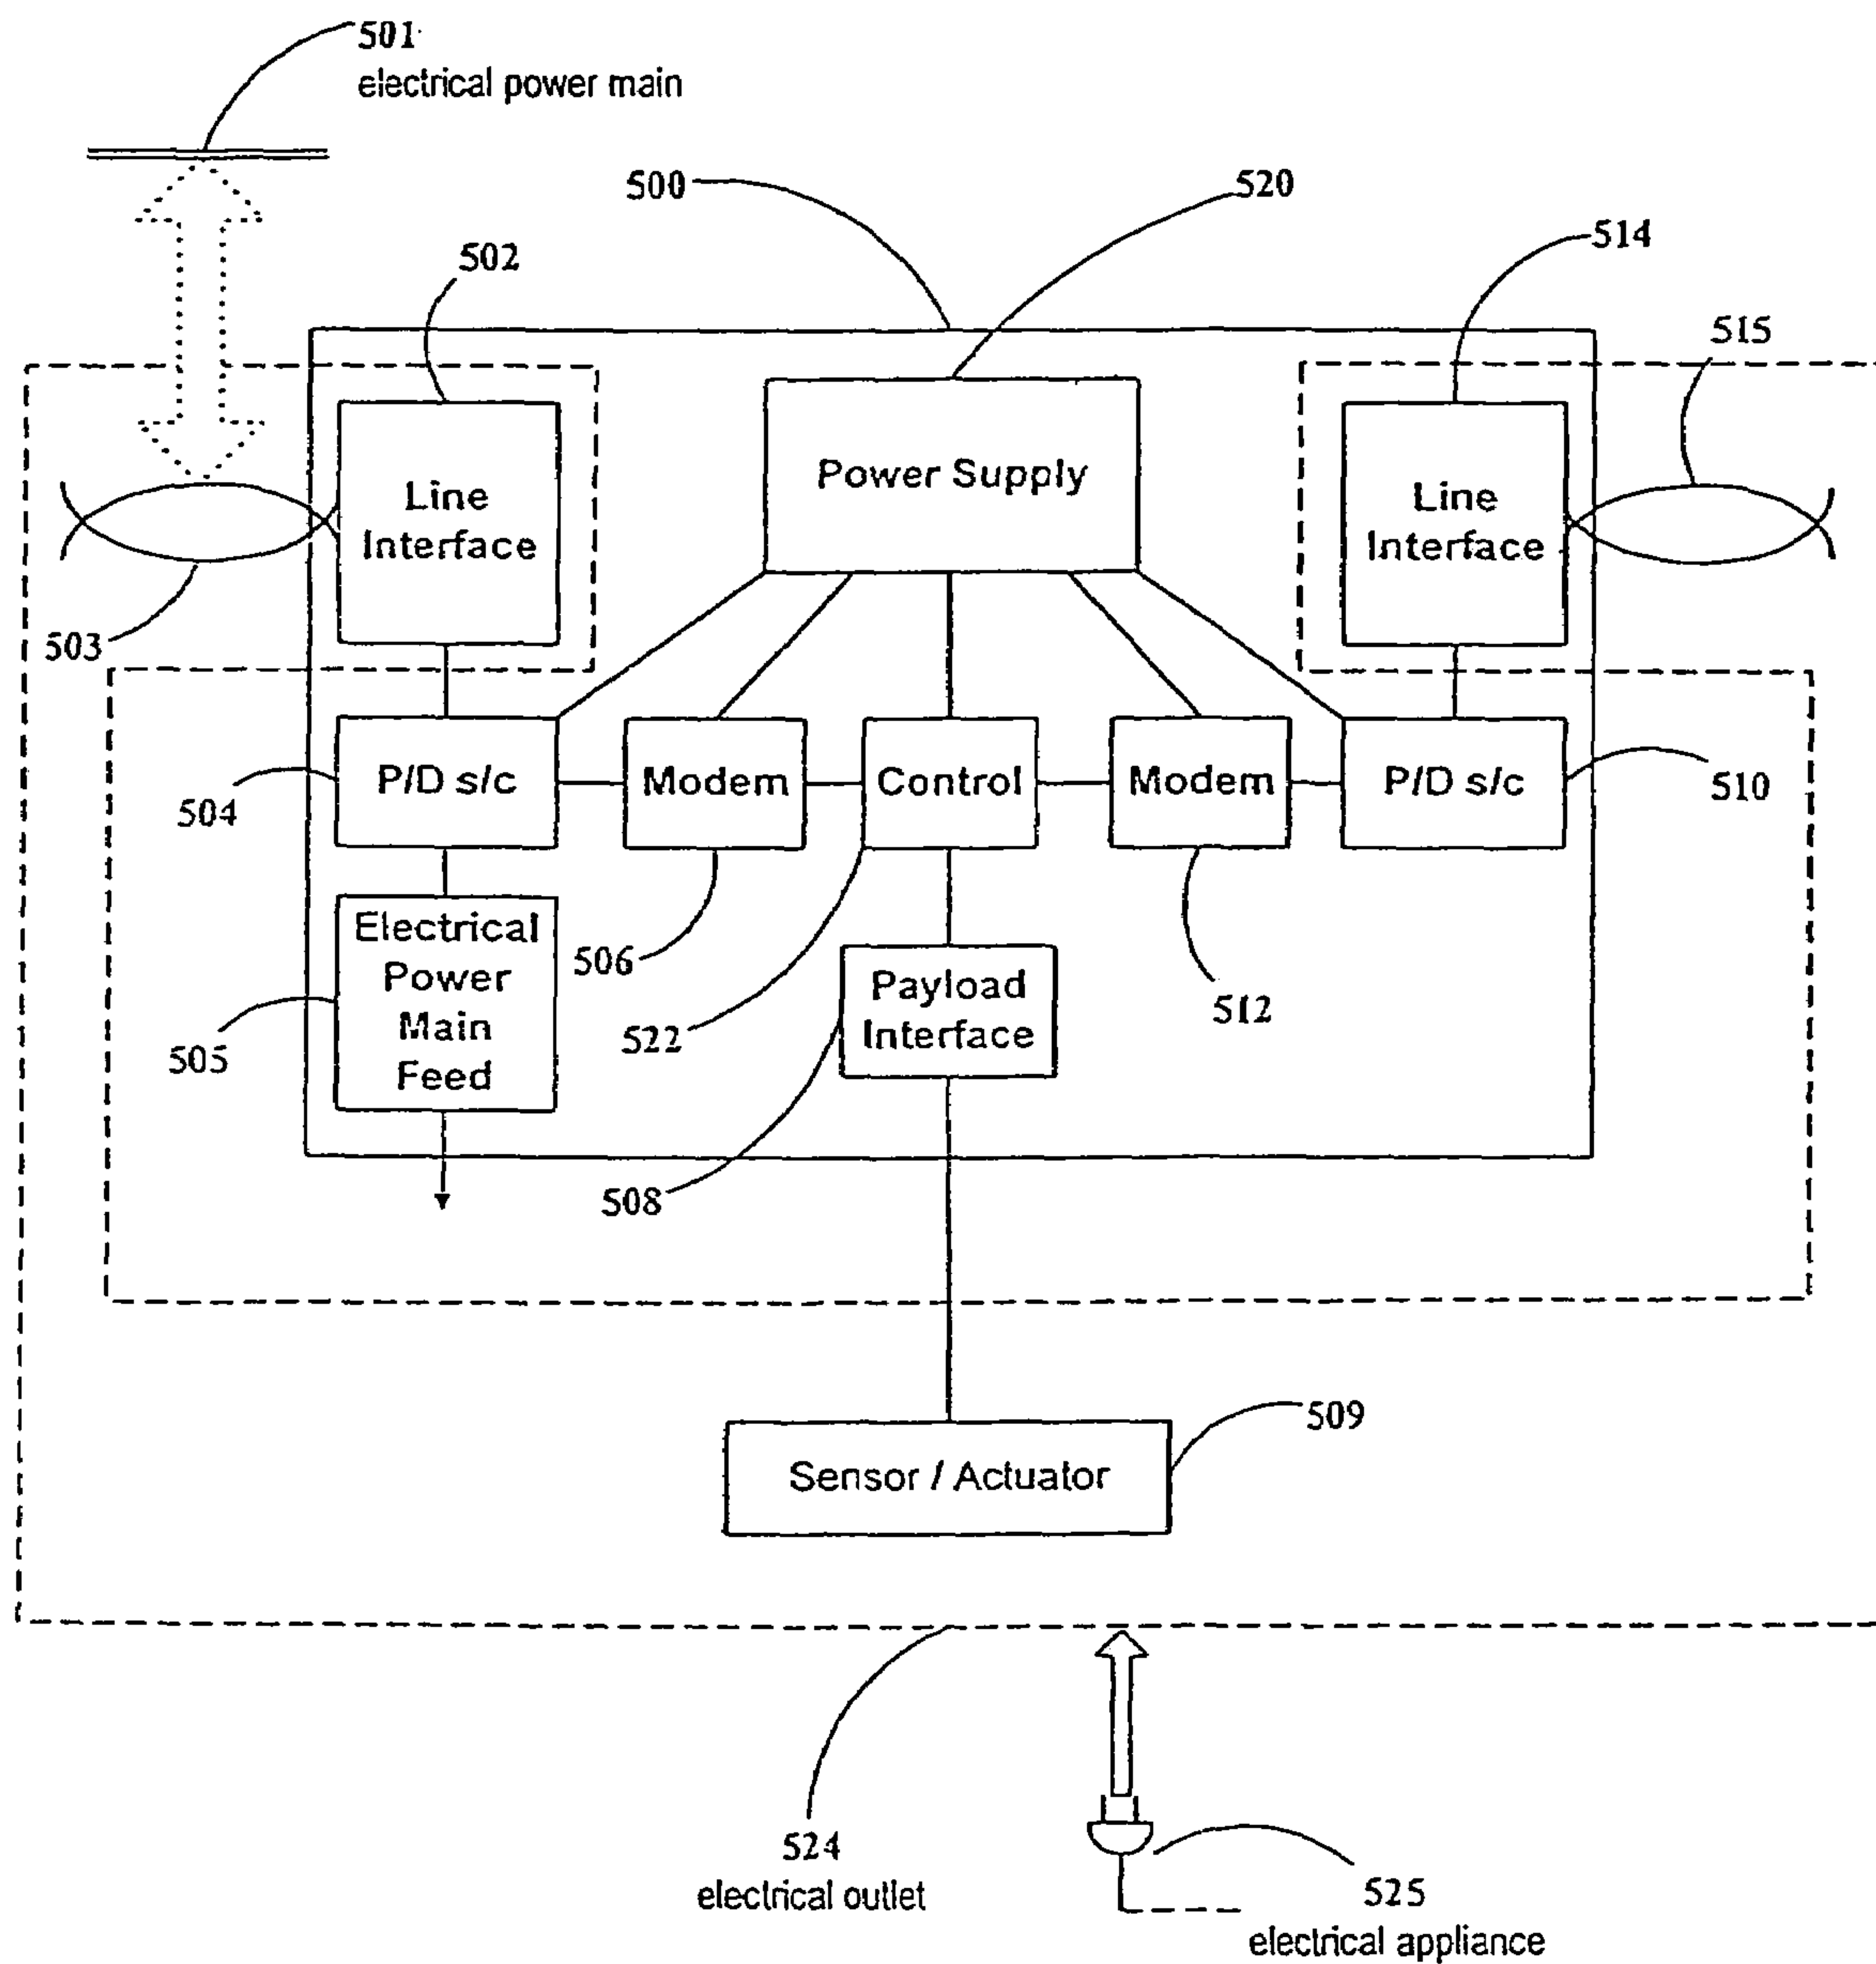 501
electrical power main
500
520
514
502
515
Line
Interface
Power Supply
Line
Interface
503
P/D s/c
Modem
Control
Modem
P/D s/c
504
510
Electrical
Power
Main
Feed
506
Payload
Interface
512
522
505
508
509
Sensor / Actuator
524
electrical outlet
525
electrical appliance